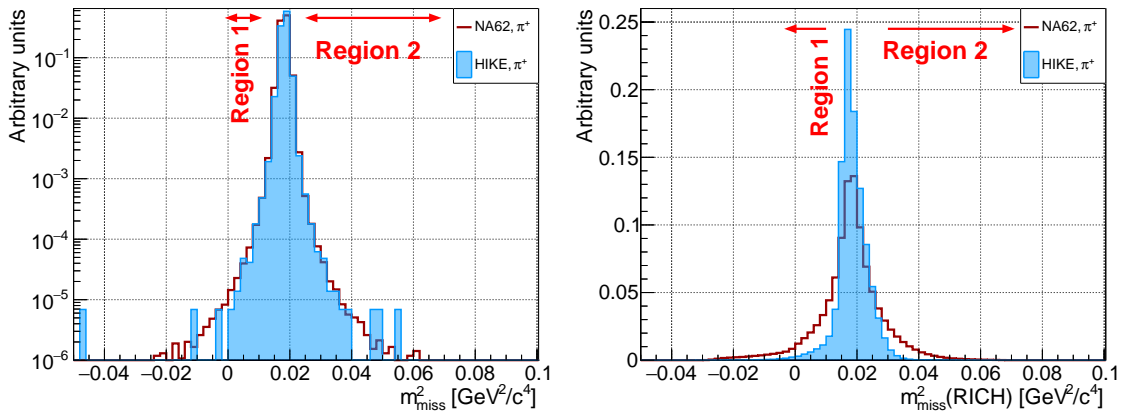 Arbitrary units
10⁻¹
10⁻²
10⁻³
10⁻⁴
10⁻⁵
10⁻⁶
Region 1
Region 2
NA62, π⁺
HIKE, π⁺
−0.04 −0.02 0 0.02 0.04 0.06 0.08 0.1
m²miss [GeV²/c⁴]
Arbitrary units
0.25
0.2
0.15
0.1
0.05
0
Region 1
Region 2
NA62, π⁺
HIKE, π⁺
−0.04 −0.02 0 0.02 0.04 0.06 0.08 0.1
m²miss(RICH) [GeV²/c⁴]